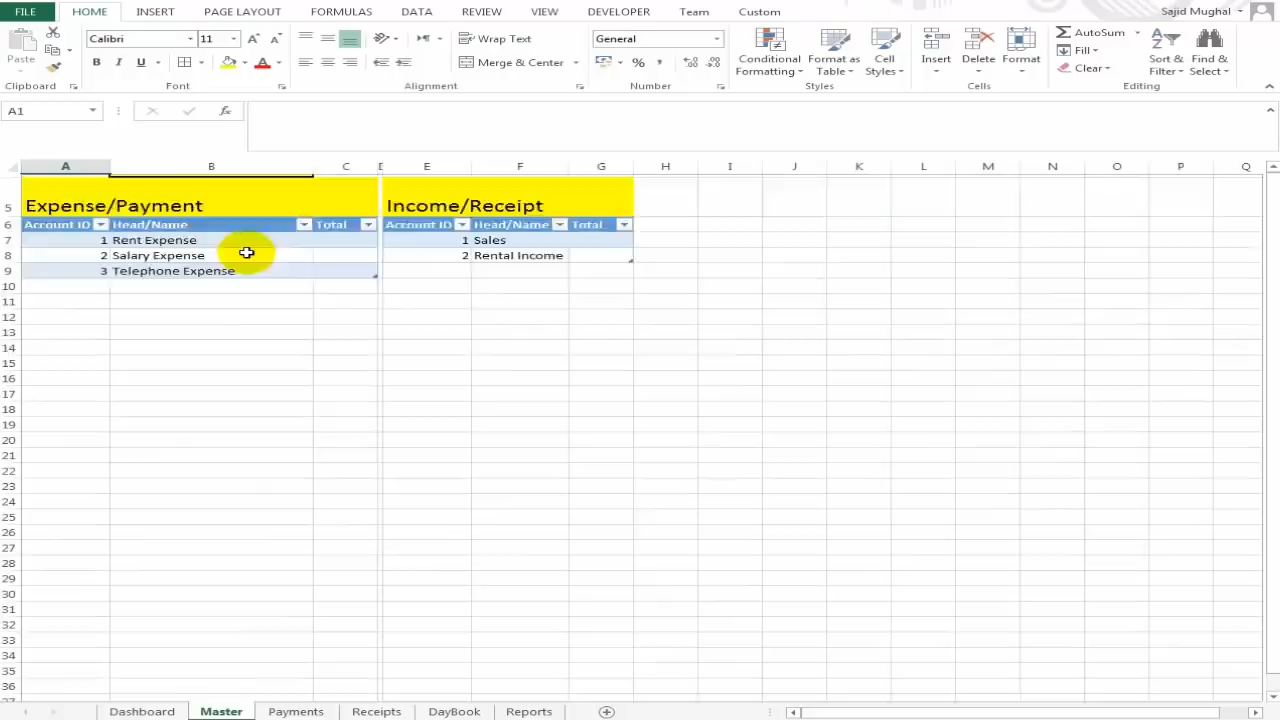 FILE HOME INSERT PAGE LAYOUT FORMULAS DATA REVIEW VIEW DEVELOPER Team Custom Sajid Mughal
Paste Calibri 11 Wrap Text General Conditional Formatting Format as Table Cell Styles Insert Delete Format AutoSum Fill Clear Sort & Filter Find & Select
B I U A A A Merge & Center %
Clipboard Font Alignment Number Styles Cells Editing
A1 fx
A B C E E F G H I J K L M N O P Q
5 Expense/Payment Income/Receipt
6 Account ID Head/Name Total Account ID Head/Name Total
7 1 Rent Expense 1 Sales
8 2 Salary Expense 2 Rental Income
9 3 Telephone Expense
10
11
12
13
14
15
16
17
18
19
20
21
22
23
24
25
26
27
28
29
30
31
32
33
34
35
36
37
Dashboard Master Payments Receipts DayBook Reports